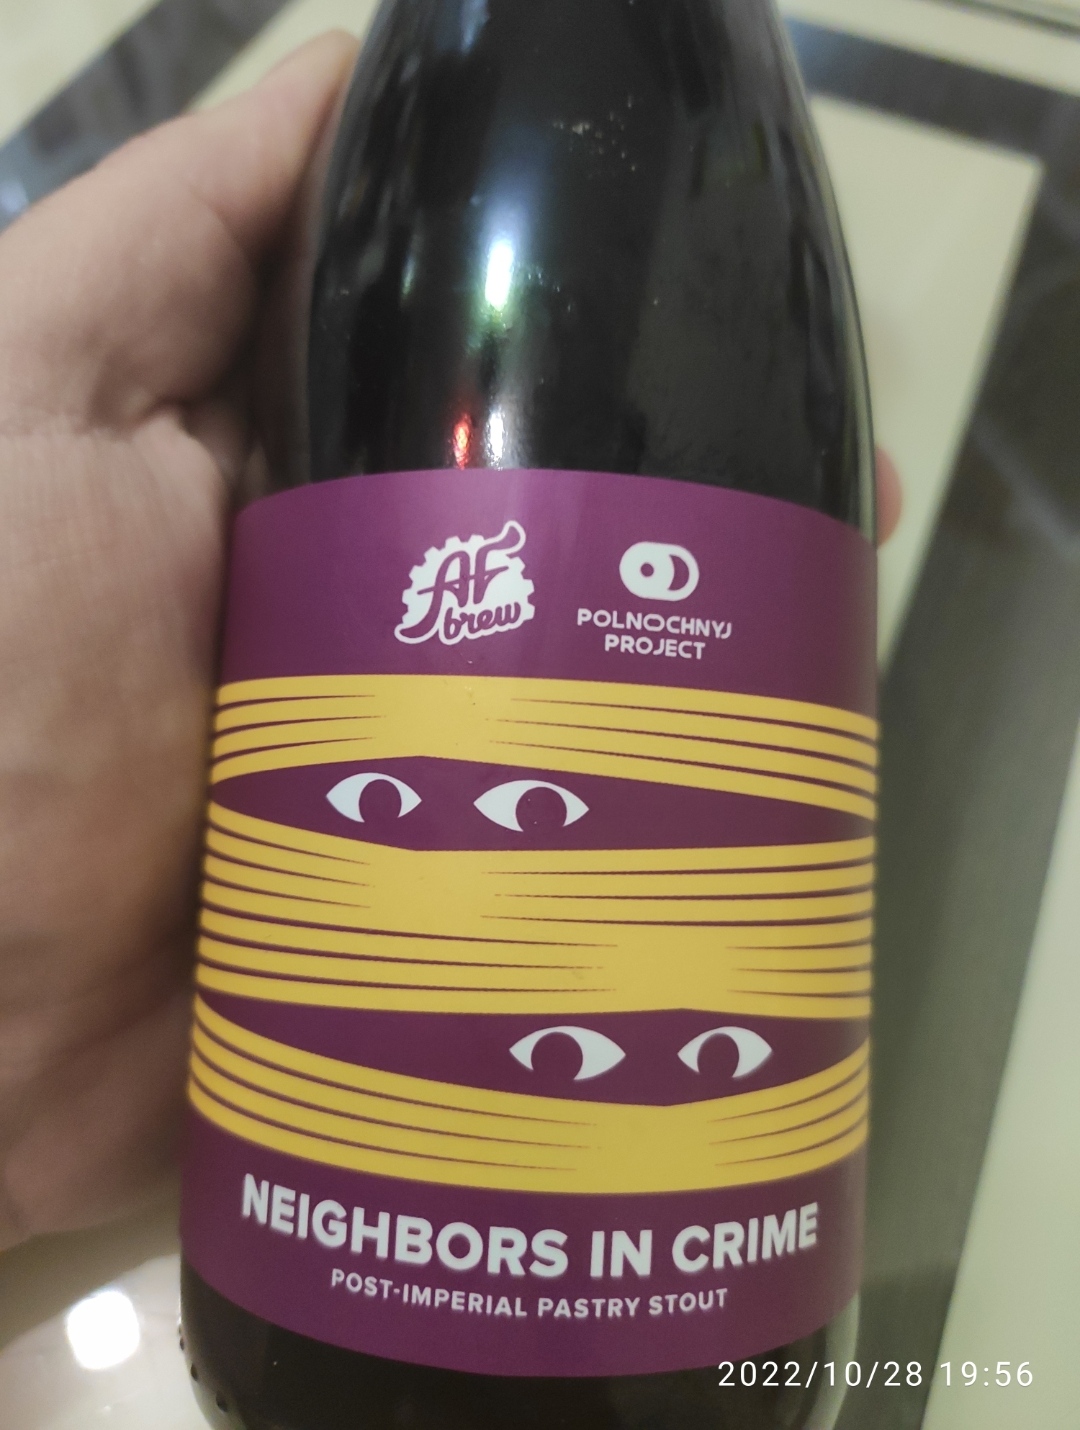 AF
brew
POLNOCHNYJ
PROJECT
NEIGHBORS IN CRIME
POST-IMPERIAL PASTRY STOUT
2022/10/28 19:56